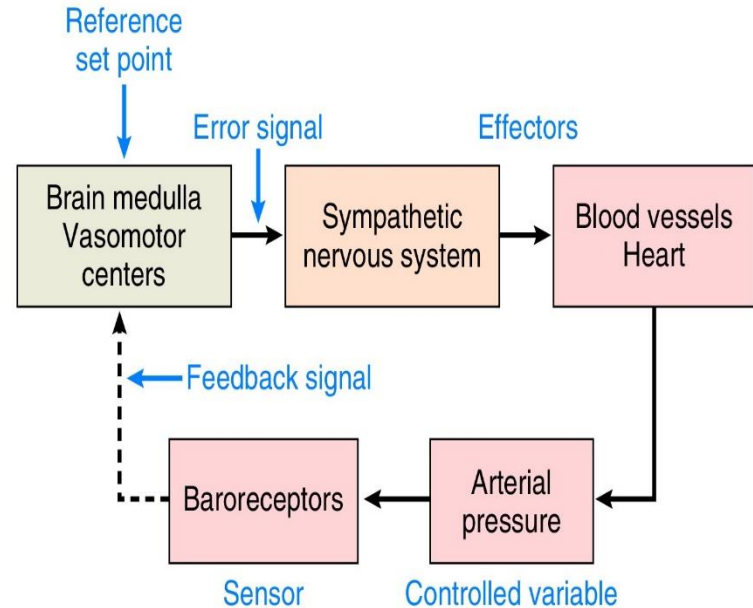 Reference
set point
Error signal
Effectors
Brain medulla
Vasomotor
centers
Sympathetic
nervous system
Blood vessels
Heart
Feedback signal
Baroreceptors
Arterial
pressure
Sensor
Controlled variable